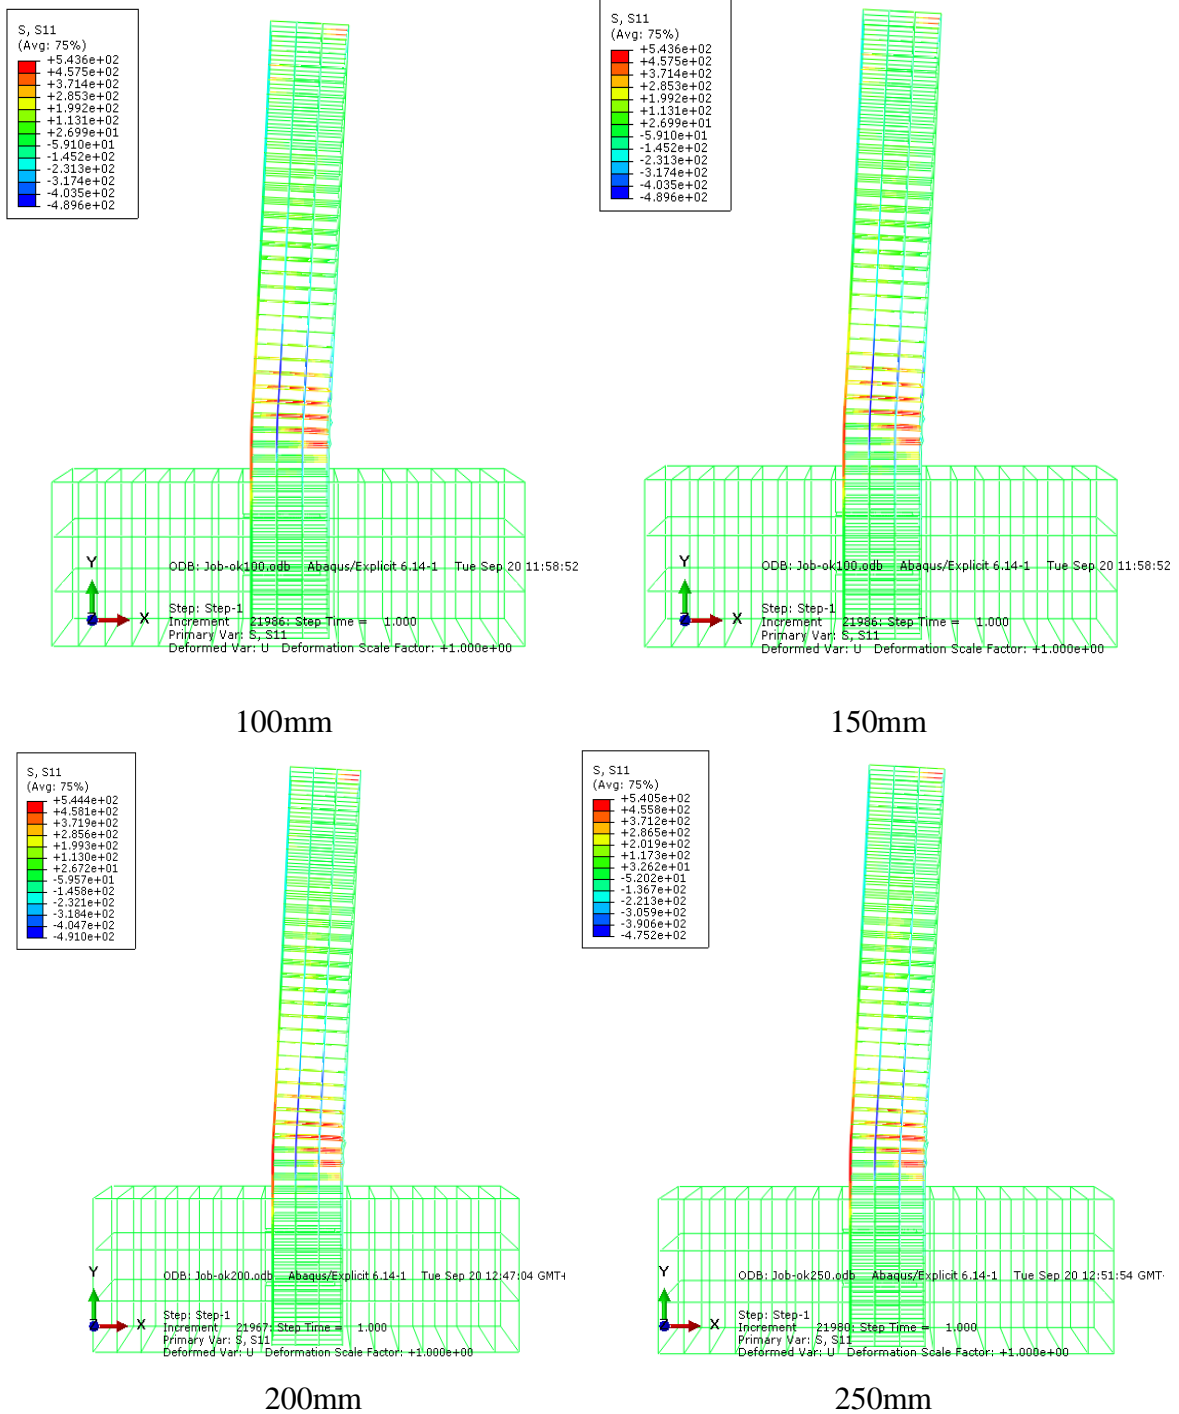 S, S11
(Avg: 75%)
+5.436e+02
+4.575e+02
+3.714e+02
+2.853e+02
+1.992e+02
+1.131e+02
+2.699e+01
-5.910e+01
-1.452e+02
-2.313e+02
-3.174e+02
-4.035e+02
-4.896e+02
Y
X
ODB: Job-ok100.odb Abaqus/Explicit 6.14-1 Tue Sep 20 11:58:52
Step: Step-1
Increment 21986: Step Time = 1.000
Primary Var: S, S11
Deformed Var: U Deformation Scale Factor: +1.000e+00
100mm
S, S11
(Avg: 75%)
+5.436e+02
+4.575e+02
+3.714e+02
+2.853e+02
+1.992e+02
+1.131e+02
+2.699e+01
-5.910e+01
-1.452e+02
-2.313e+02
-3.174e+02
-4.035e+02
-4.896e+02
Y
X
ODB: Job-ok100.odb Abaqus/Explicit 6.14-1 Tue Sep 20 11:58:52
Step: Step-1
Increment 21986: Step Time = 1.000
Primary Var: S, S11
Deformed Var: U Deformation Scale Factor: +1.000e+00
150mm
S, S11
(Avg: 75%)
+5.444e+02
+4.581e+02
+3.719e+02
+2.856e+02
+1.993e+02
+1.130e+02
+2.672e+01
-5.957e+01
-1.458e+02
-2.321e+02
-3.184e+02
-4.047e+02
-4.910e+02
Y
X
ODB: Job-ok200.odb Abaqus/Explicit 6.14-1 Tue Sep 20 12:47:04 GMT+
Step: Step-1
Increment 21967: Step Time = 1.000
Primary Var: S, S11
Deformed Var: U Deformation Scale Factor: +1.000e+00
200mm
S, S11
(Avg: 75%)
+5.405e+02
+4.558e+02
+3.712e+02
+2.865e+02
+2.019e+02
+1.173e+02
+3.262e+01
-5.202e+01
-1.367e+02
-2.213e+02
-3.059e+02
-3.906e+02
-4.752e+02
Y
X
ODB: Job-ok250.odb Abaqus/Explicit 6.14-1 Tue Sep 20 12:51:54 GMT
Step: Step-1
Increment 21980: Step Time = 1.000
Primary Var: S, S11
Deformed Var: U Deformation Scale Factor: +1.000e+00
250mm